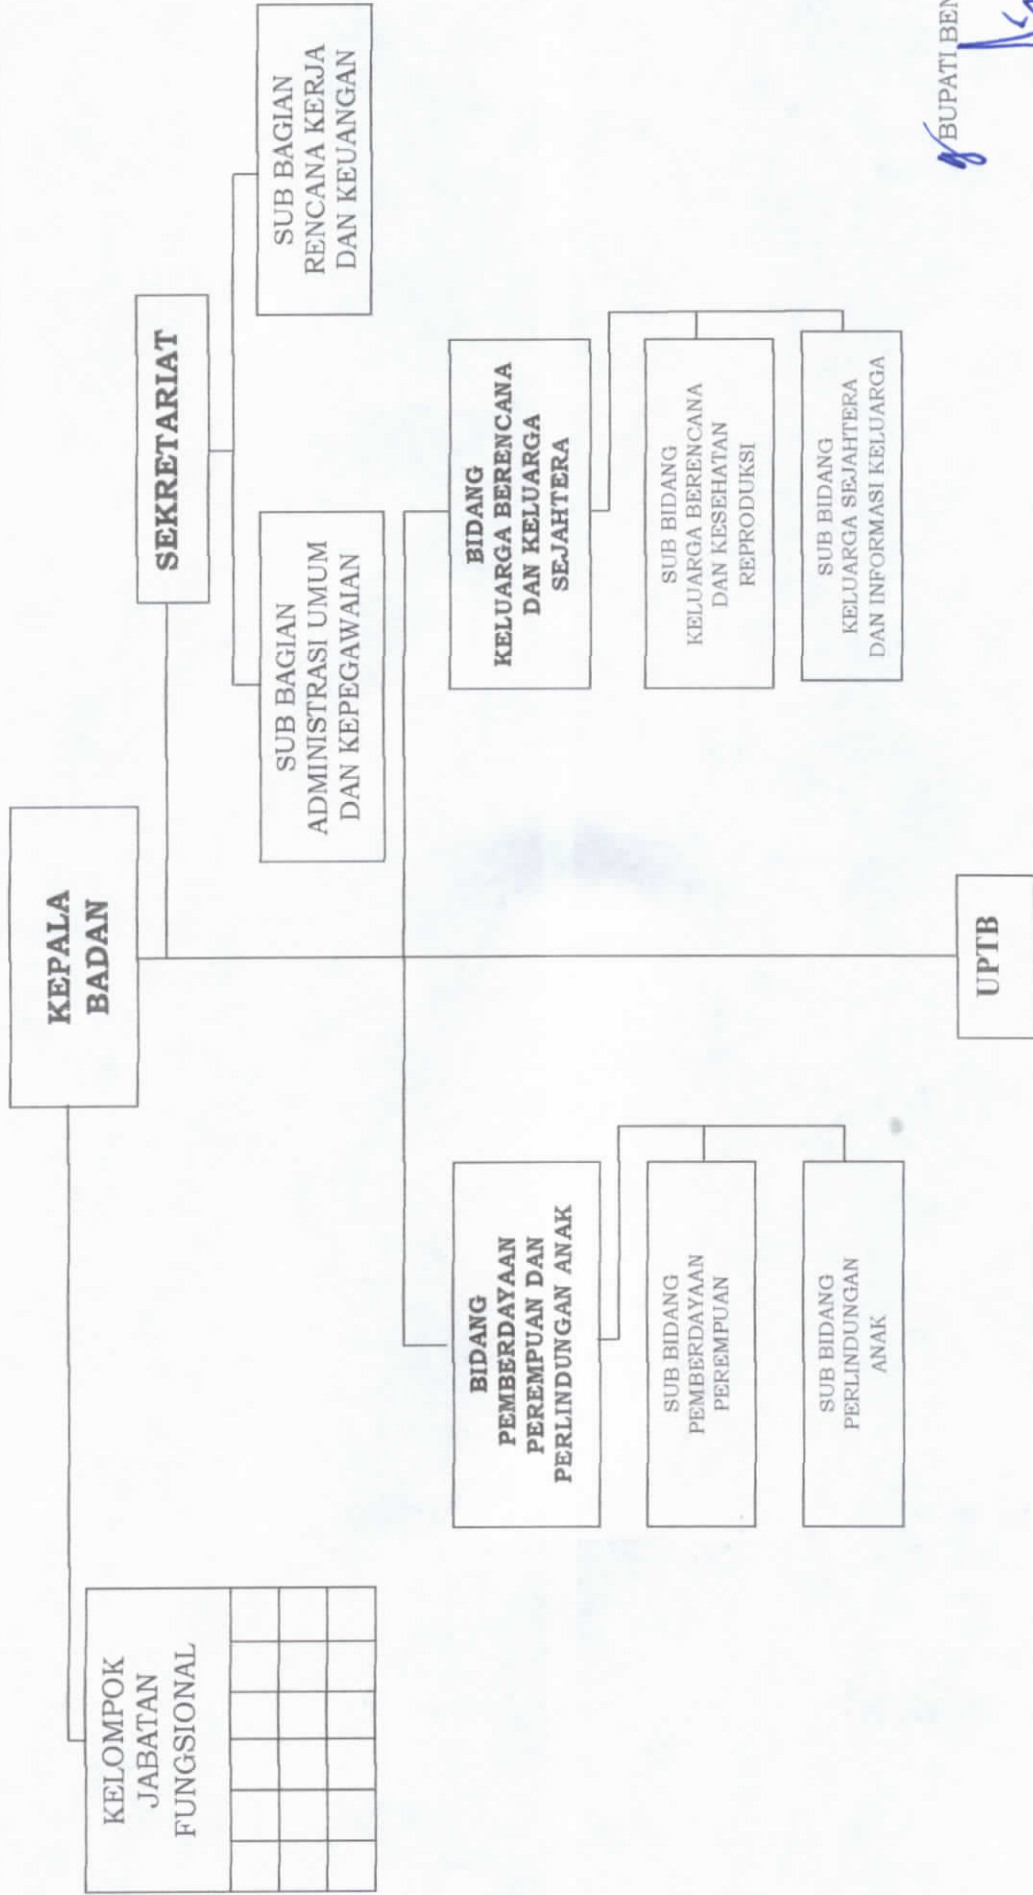 KEPALA
BADAN
KELOMPOK
JABATAN
FUNGSIONAL
SEKRETARIAT
SUB BAGIAN
ADMINISTRASI UMUM
DAN KEPEGAWAIAN
SUB BAGIAN
RENCANA KERJA
DAN KEUANGAN
BIDANG
PEMBERDAYAAN
PEREMPUAN DAN
PERLINDUNGAN ANAK
SUB BIDANG
PEMBERDAYAAN
PEREMPUAN
SUB BIDANG
PERLINDUNGAN
ANAK
BIDANG
KELUARGA BERENCANA
DAN KELUARGA
SEJAHTERA
SUB BIDANG
KELUARGA BERENCANA
DAN KESEHATAN
REPRODUKSI
SUB BIDANG
KELUARGA SEJAHTERA
DAN INFORMASI KELUARGA
UPTB
BUPATI BEN